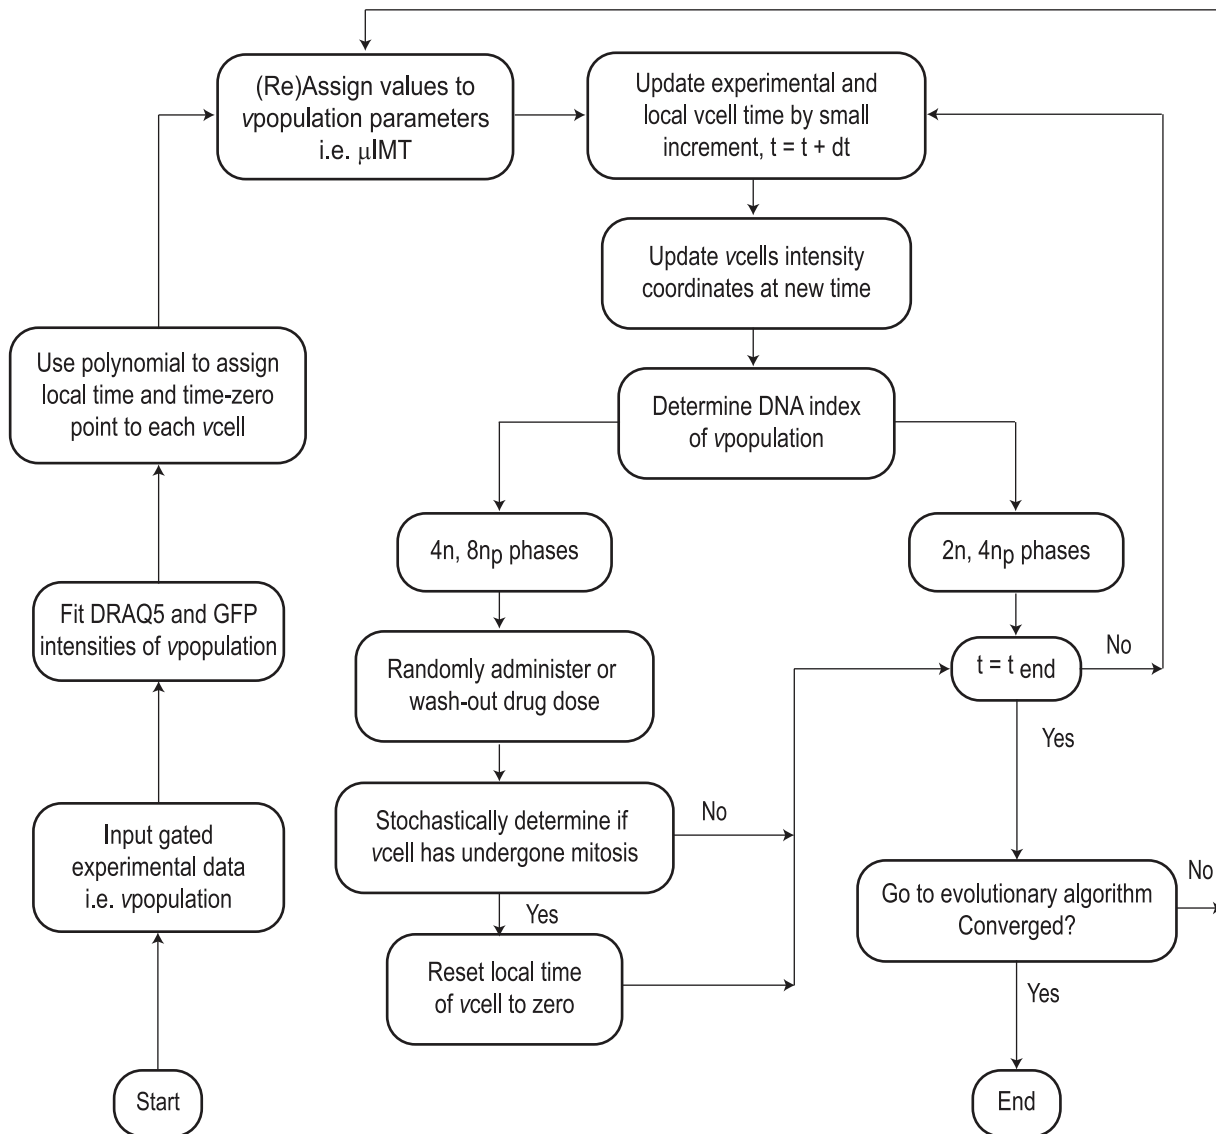 (Re)Assign values to
vpopulation parameters
i.e. µIMT
Update experimental and
local vcell time by small
increment, t = t + dt
Update vcells intensity
coordinates at new time
Use polynomial to assign
local time and time-zero
point to each vcell
Determine DNA index
of vpopulation
4n, 8np phases
2n, 4np phases
Fit DRAQ5 and GFP
intensities of vpopulation
Randomly administer or
wash-out drug dose
t = t end
No
Yes
Input gated
experimental data
i.e. vpopulation
Stochastically determine if
vcell has undergone mitosis
No
Yes
Go to evolutionary algorithm
Converged?
No
Yes
Reset local time
of vcell to zero
Start
End